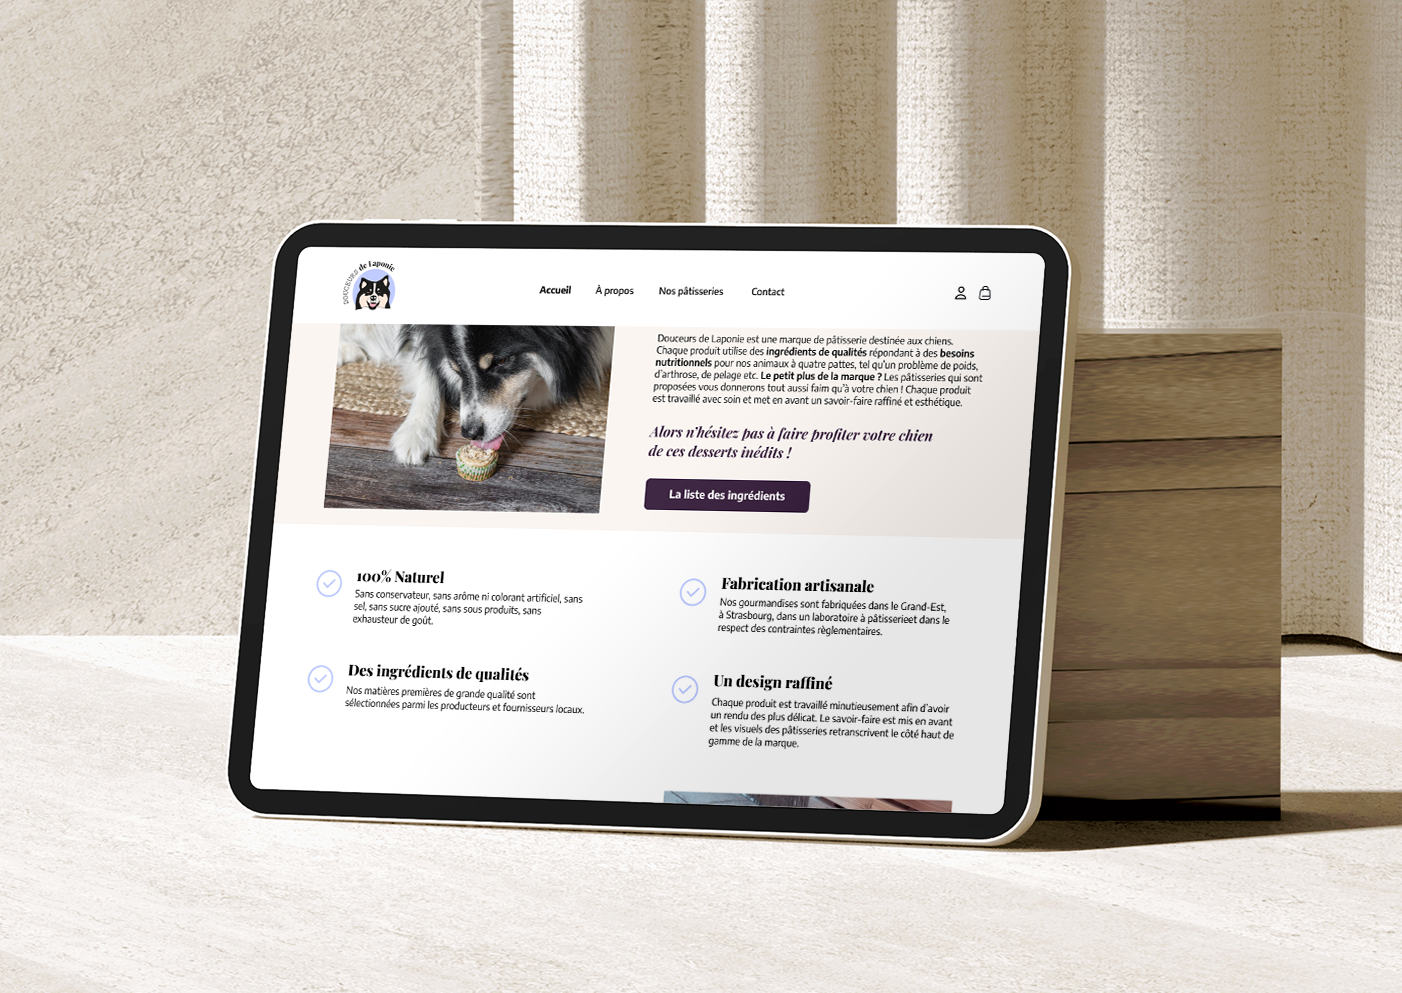 DOUCEURS de Laponie
Accueil
À propos
Nos pâtisseries
Contact
Douceurs de Laponie est une marque de pâtisserie destinée aux chiens.
Chaque produit utilise des ingrédients de qualités répondant à des besoins
nutritionnels pour nos animaux à quatre pattes, tel qu'un problème de poids,
d'arthrose, de pelage etc. Le petit plus de la marque ? Les pâtisseries qui sont
proposées vous donnerons tout aussi faim qu'à votre chien ! Chaque produit
est travaillé avec soin et met en avant un savoir-faire raffiné et esthétique.
Alors n'hésitez pas à faire profiter votre chien
de ces desserts inédits !
La liste des ingrédients
100% Naturel
Sans conservateur, sans arôme ni colorant artificiel, sans
sel, sans sucre ajouté, sans sous produits, sans
exhausteur de goût.
Fabrication artisanale
Nos gourmandises sont fabriquées dans le Grand-Est,
à Strasbourg, dans un laboratoire à pâtisserieet dans le
respect des contraintes règlementaires.
Des ingrédients de qualités
Nos matières premières de grande qualité sont
sélectionnées parmi les producteurs et fournisseurs locaux.
Un design raffiné
Chaque produit est travaillé minutieusement afin d'avoir
un rendu des plus délicat. Le savoir-faire est mis en avant
et les visuels des pâtisseries retranscrivent le côté haut de
gamme de la marque.